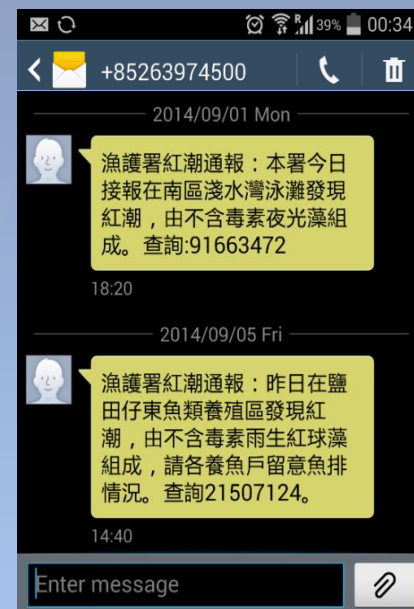 39% 00:34
+85263974500
2014/09/01 Mon
漁護署紅潮通報：本署今日
接報在南區淺水灣泳灘發現
紅潮，由不含毒素夜光藻組
成。查詢:91663472
18:20
2014/09/05 Fri
漁護署紅潮通報：昨日在鹽
田仔東魚類養殖區發現紅
潮，由不含毒素雨生紅球藻
組成，請各養魚戶留意魚排
情況。查詢21507124。
14:40
Enter message